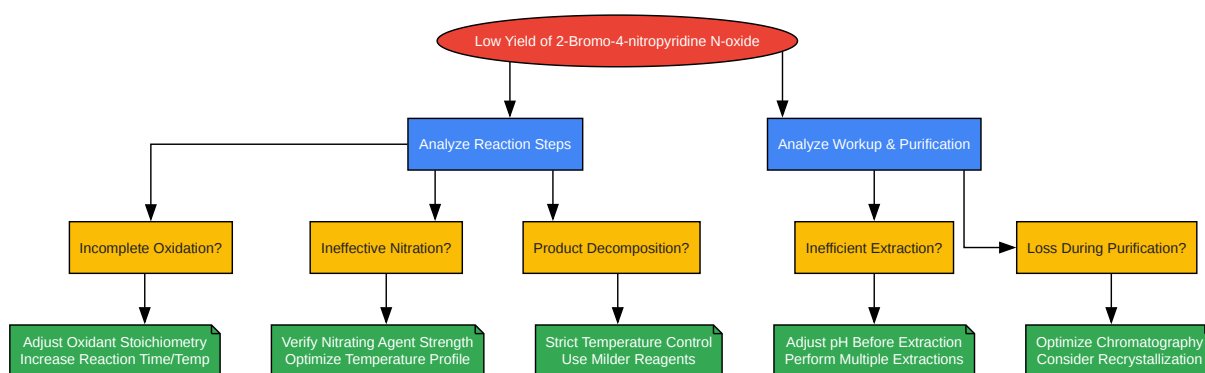 Low Yield of 2-Bromo-4-nitropyridine N-oxide
Analyze Reaction Steps
Analyze Workup & Purification
Incomplete Oxidation?
Ineffective Nitration?
Product Decomposition?
Inefficient Extraction?
Loss During Purification?
Adjust Oxidant Stoichiometry
Increase Reaction Time/Temp
Verify Nitrating Agent Strength
Optimize Temperature Profile
Strict Temperature Control
Use Milder Reagents
Adjust pH Before Extraction
Perform Multiple Extractions
Optimize Chromatography
Consider Recrystallization